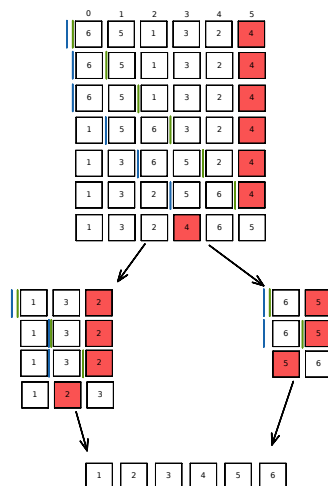 0 1 2 3 4 5
6 5 1 3 2 4
6 5 1 3 2 4
6 5 1 3 2 4
1 5 6 3 2 4
1 3 6 5 2 4
1 3 2 5 6 4
1 3 2 4 6 5
1 3 2 6 5
1 3 2 6 5
1 3 2 5 6
1 2 3
1 2 3 4 5 6